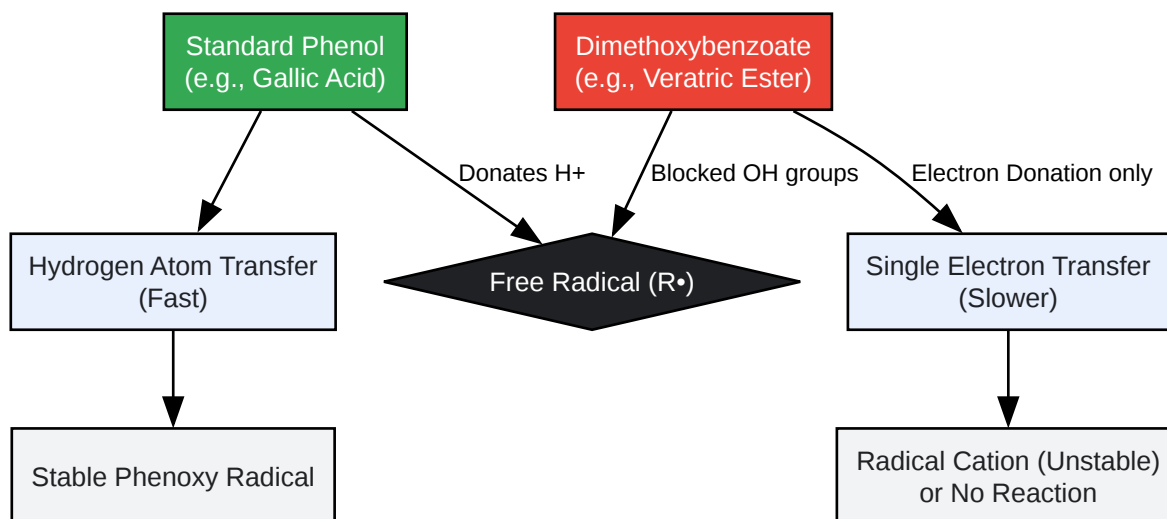 Standard Phenol
(e.g., Gallic Acid)
Dimethoxybenzoate
(e.g., Veratric Ester)
Donates H+
Blocked OH groups
Electron Donation only
Hydrogen Atom Transfer
(Fast)
Free Radical (R•)
Single Electron Transfer
(Slower)
Stable Phenoxy Radical
Radical Cation (Unstable)
or No Reaction